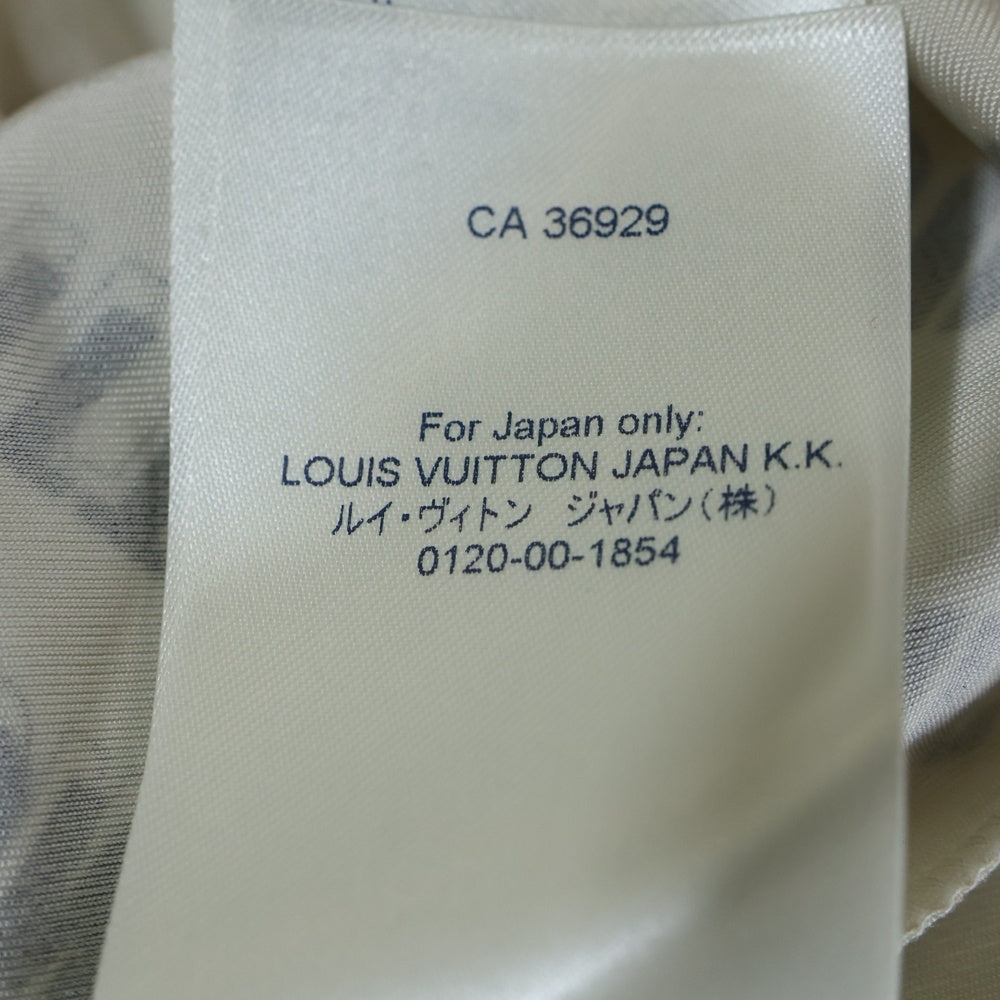 CA 36929
For Japan only:
LOUIS VUITTON JAPAN K.K.
ルイ・ヴィトン　ジャパン(株)
0120-00-1854